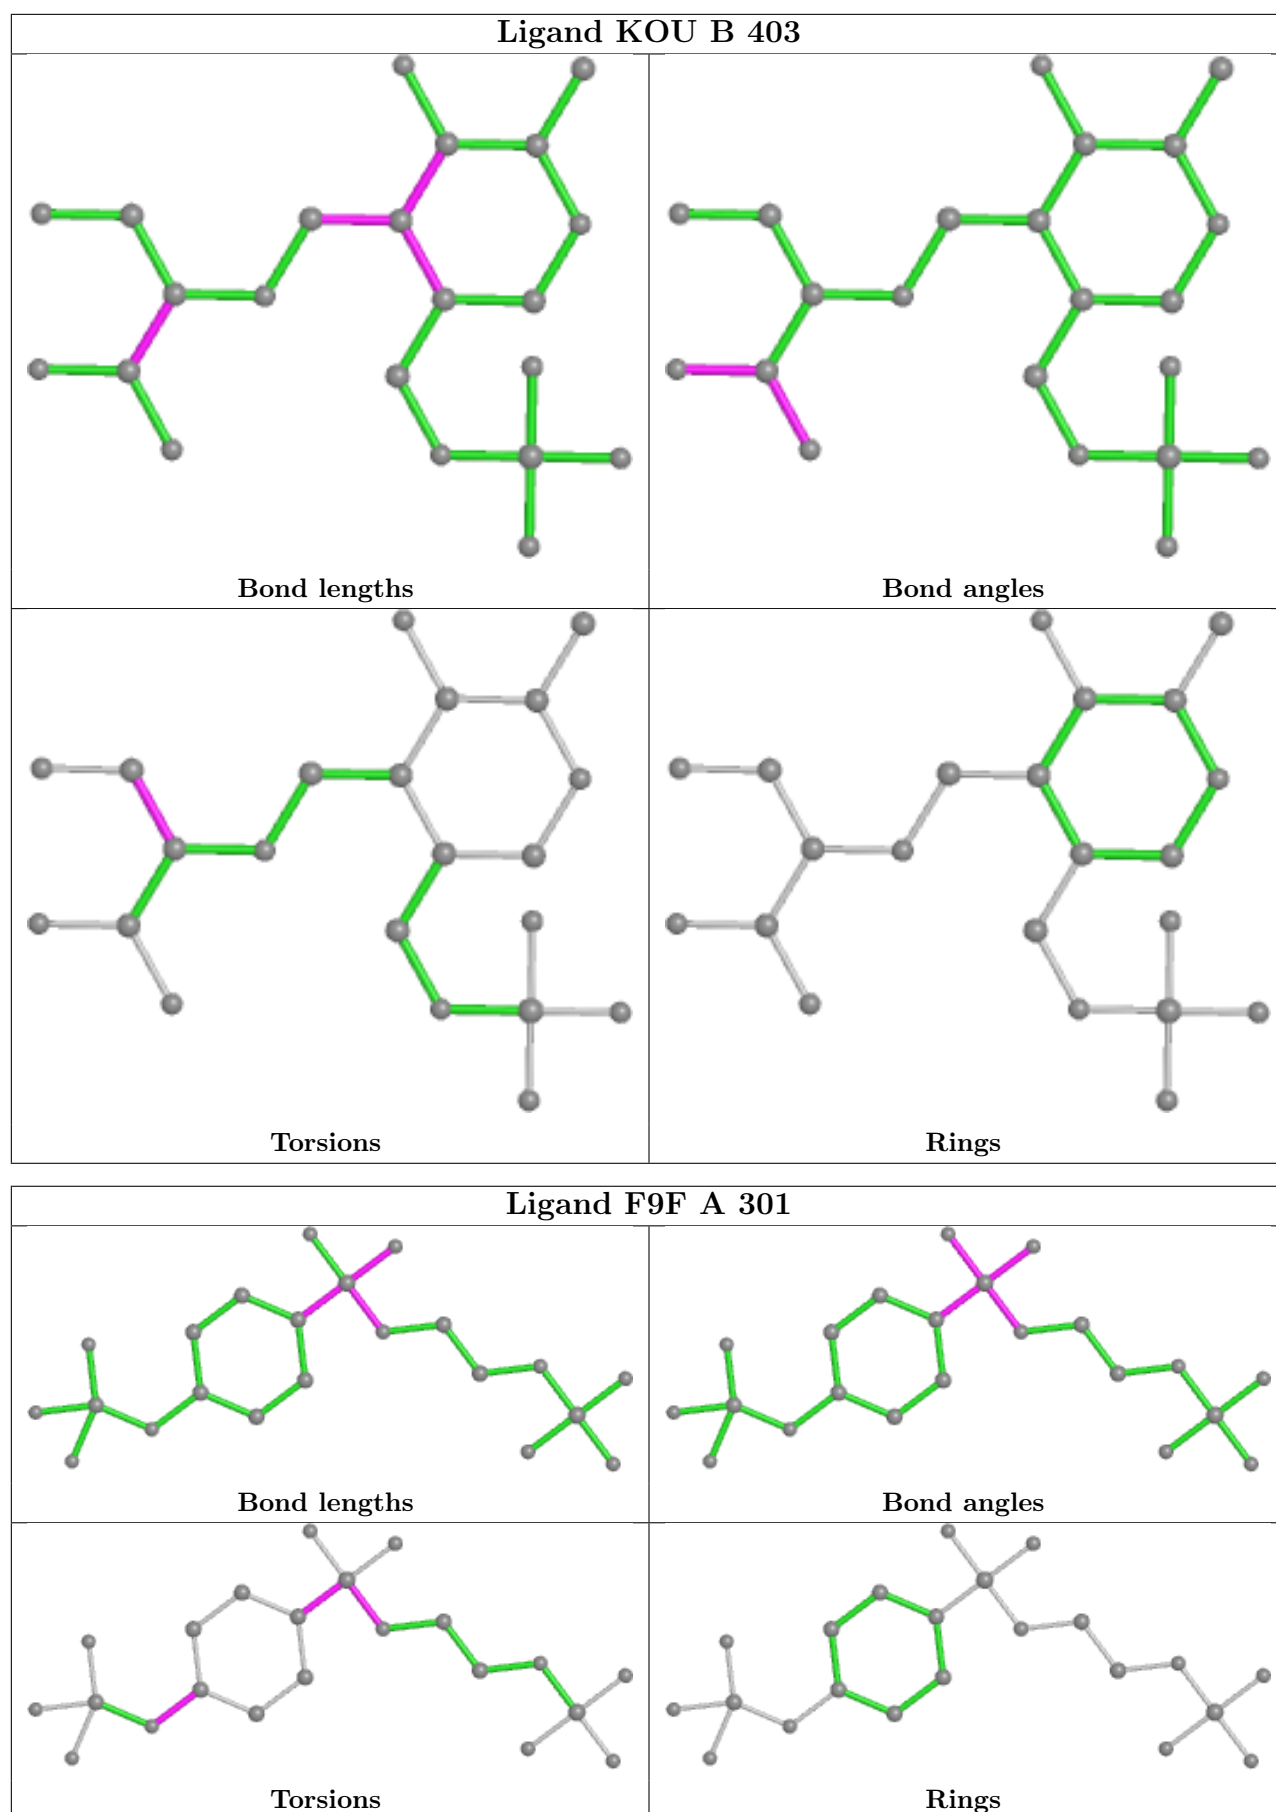 Ligand KOU B 403
Bond lengths
Bond angles
Torsions
Rings
Ligand F9F A 301
Bond lengths
Bond angles
Torsions
Rings